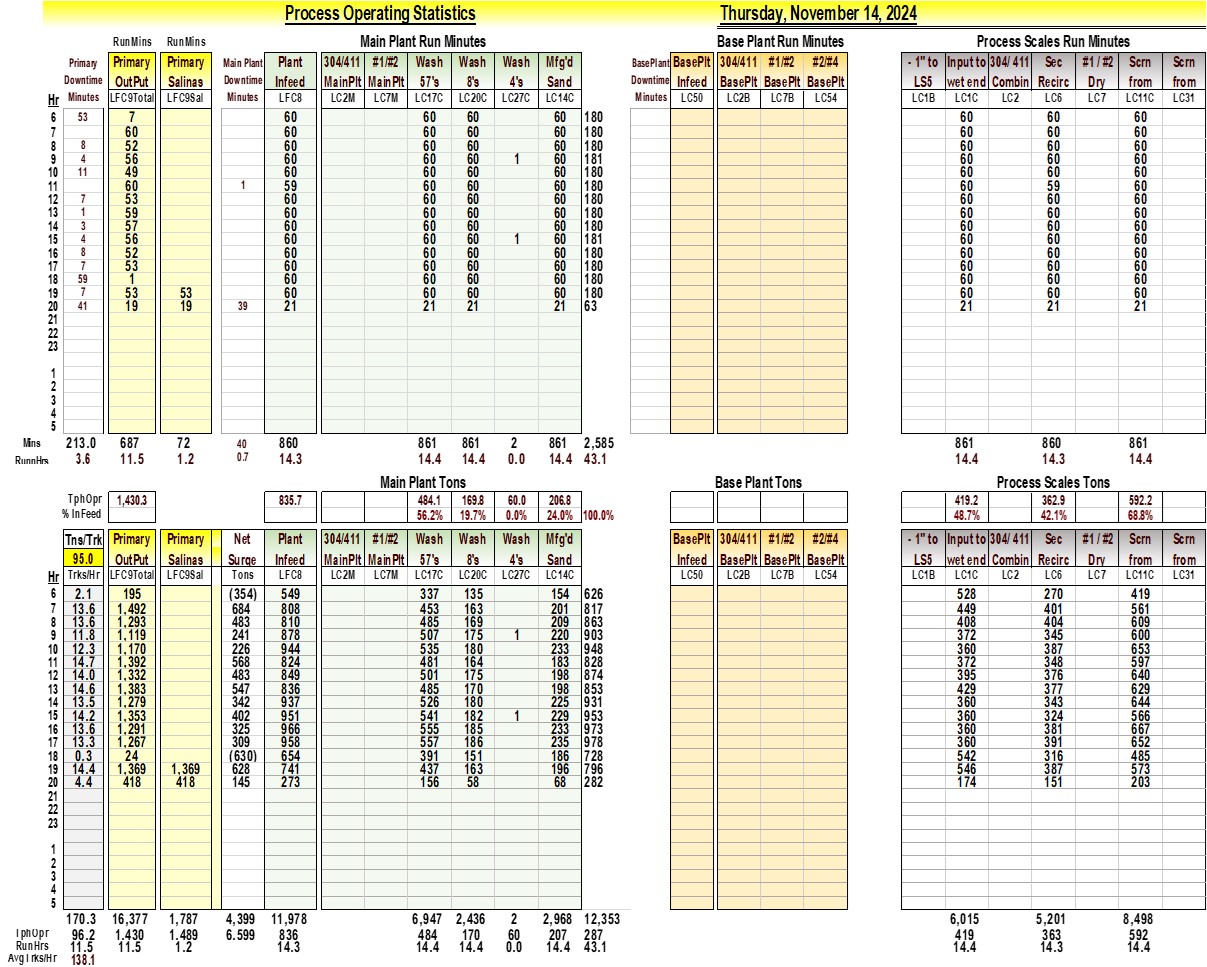 Process Operating Statistics Thursday, November 14, 2024
RunMins RunMins Main Plant Run Minutes Base Plant Run Minutes Process Scales Run Minutes
Primary Primary Primary Main Plant Plant 304/411 #1/#2 Wash Wash Wash Mfg'd BasePlant BasePlt 304/411 #1/#2 #2/#4 - 1" to Input to 304/ 411 Sec #1 / #2 Scrn Scrn
Downtime OutPut Salinas Downtime Infeed MainPlt MainPlt 57's 8's 4's Sand Downtime Infeed BasePlt BasePlt BasePlt LS5 wet end Combin Recirc Dry from from
Hr Minutes LFC9Total LFC9Sal Minutes LFC8 LC2M LC7M LC17C LC20C LC27C LC14C Minutes LC50 LC2B LC7B LC54 LC1B LC1C LC2 LC6 LC7 LC11C LC31
6 53 7 60 60 60 60 180 60 60 60
7 60 60 60 60 60 180 60 60 60
8 8 52 60 60 60 60 180 60 60 60
9 4 56 60 60 60 1 60 181 60 60 60
10 11 49 60 60 60 60 180 60 60 60
11 60 1 59 60 60 60 180 60 59 60
12 7 53 60 60 60 60 180 60 60 60
13 1 59 60 60 60 60 180 60 60 60
14 3 57 60 60 60 60 180 60 60 60
15 4 56 60 60 60 1 60 181 60 60 60
16 8 52 60 60 60 60 180 60 60 60
17 7 53 60 60 60 60 180 60 60 60
18 59 1 60 60 60 60 180 60 60 60
19 7 53 53 60 60 60 60 180 60 60 60
20 41 19 19 39 21 21 21 21 63 21 21 21
21
22
23
1
2
3
4
5
Mins 213.0 687 72 40 860 861 861 2 861 2,585 861 860 861
RunnHrs 3.6 11.5 1.2 0.7 14.3 14.4 14.4 0.0 14.4 43.1 14.4 14.3 14.4
Main Plant Tons Base Plant Tons Process Scales Tons
TphOpr 1,430.3 835.7 484.1 169.8 60.0 206.8 419.2 362.9 592.2
% InFeed 56.2% 19.7% 0.0% 24.0% 100.0% 48.7% 42.1% 68.8%
Tns/Trk Primary Primary Net Plant 304/411 #1/#2 Wash Wash Wash Mfg'd BasePlt 304/411 #1/#2 #2/#4 - 1" to Input to 304/ 411 Sec #1 / #2 Scrn Scrn
95.0 OutPut Salinas Surge Infeed MainPlt MainPlt 57's 8's 4's Sand Infeed BasePlt BasePlt BasePlt LS5 wet end Combin Recirc Dry from from
Hr Trks/Hr LFC9Total LFC9Sal Tons LFC8 LC2M LC7M LC17C LC20C LC27C LC14C LC50 LC2B LC7B LC54 LC1B LC1C LC2 LC6 LC7 LC11C LC31
6 2.1 195 (354) 549 337 135 154 626 528 270 419
7 13.6 1,492 684 808 453 163 201 817 449 401 561
8 13.6 1,293 483 810 485 169 209 863 408 404 609
9 11.8 1,119 241 878 507 175 1 220 903 372 345 600
10 12.3 1,170 226 944 535 180 233 948 360 387 653
11 14.7 1,392 568 824 481 164 183 828 372 348 597
12 14.0 1,332 483 849 501 175 198 874 395 376 640
13 14.6 1,383 547 836 485 170 198 853 429 377 629
14 13.5 1,279 342 937 526 180 225 931 360 343 644
15 14.2 1,353 402 951 541 182 1 229 953 360 324 566
16 13.6 1,291 325 966 555 185 233 973 360 381 667
17 13.3 1,267 309 958 557 186 235 978 360 391 652
18 0.3 24 (630) 654 391 151 186 728 542 316 485
19 14.4 1,369 1,369 628 741 437 163 196 796 546 387 573
20 4.4 418 418 145 273 156 58 68 282 174 151 203
21
22
23
1
2
3
4
5
170.3 16,377 1,787 4,399 11,978 6,947 2,436 2 2,968 12,353 6,015 5,201 8,498
TphOpr 96.2 1,430 1,489 6.599 836 484 170 60 207 287 419 363 592
RunHrs 11.5 11.5 1.2 14.3 14.4 14.4 0.0 14.4 43.1 14.4 14.3 14.4
Avg Trks/Hr 138.1